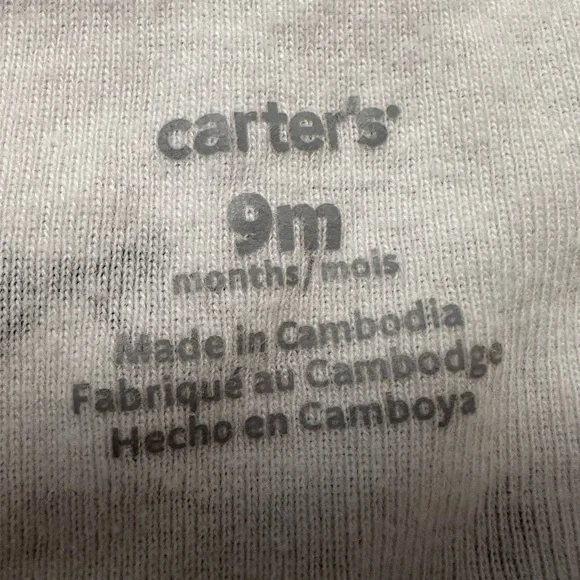 carter's
9m
months/mois
Made in Cambodia
Fabriqué au Cambodge
Hecho en Camboya